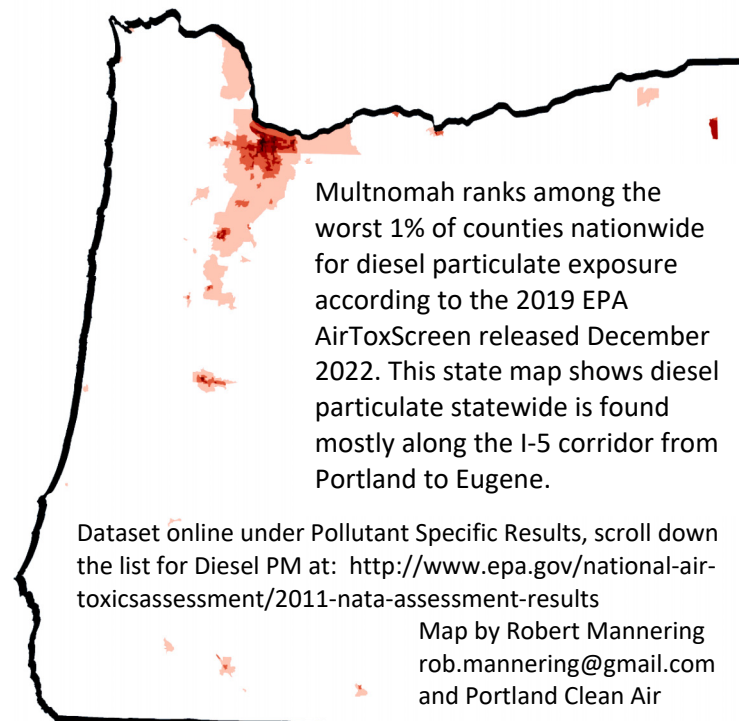 Multnomah ranks among the
worst 1% of counties nationwide
for diesel particulate exposure
according to the 2019 EPA
AirToxScreen released December
2022. This state map shows diesel
particulate statewide is found
mostly along the I-5 corridor from
Portland to Eugene.
Dataset online under Pollutant Specific Results, scroll down
the list for Diesel PM at:  http://www.epa.gov/national-air-
toxicsassessment/2011-nata-assessment-results
Map by Robert Mannering
rob.mannering@gmail.com
and Portland Clean Air